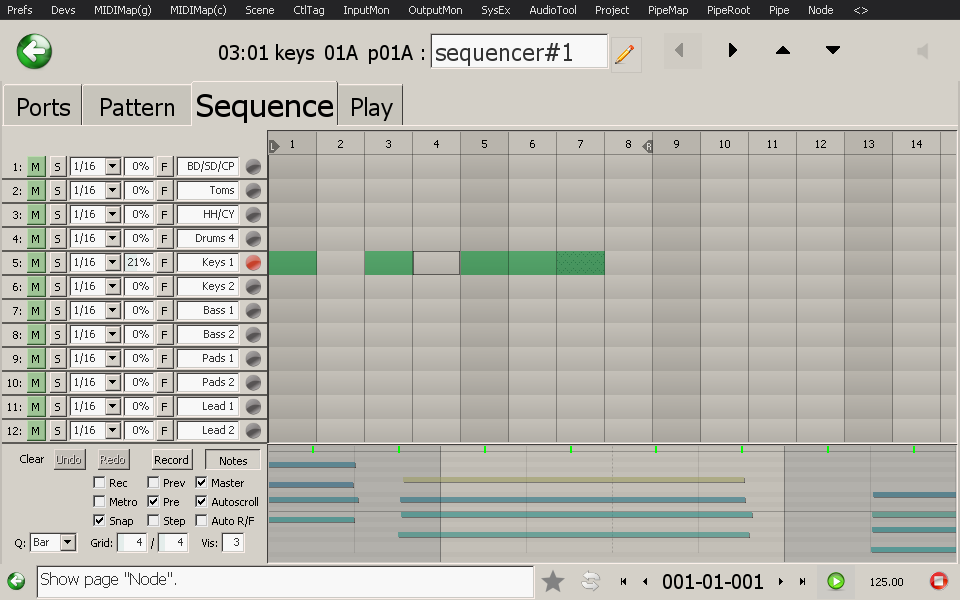 Prefs Devs MIDIMap(g) MIDIMap(c) Scene CtlTag InputMon OutputMon SysEx AudioTool Project PipeMap PipeRoot Pipe Node <>
03:01 keys 01A p01A : sequencer#1
Ports Pattern Sequence Play
L 1 2 3 4 5 6 7 8 R 9 10 11 12 13 14
1: M S 1/16 0% F BD/SD/CP
2: M S 1/16 0% F Toms
3: M S 1/16 0% F HH/CY
4: M S 1/16 0% F Drums 4
5: M S 1/16 21% F Keys 1
6: M S 1/16 0% F Keys 2
7: M S 1/16 0% F Bass 1
8: M S 1/16 0% F Bass 2
9: M S 1/16 0% F Pads 1
10: M S 1/16 0% F Pads 2
11: M S 1/16 0% F Lead 1
12: M S 1/16 0% F Lead 2
Clear Undo Redo Record Notes
Rec Prev Master
Metro Pre Autoscroll
Snap Step Auto R/F
Q: Bar Grid: 4 / 4 Vis: 3
Show page "Node". 001-01-001 125.00